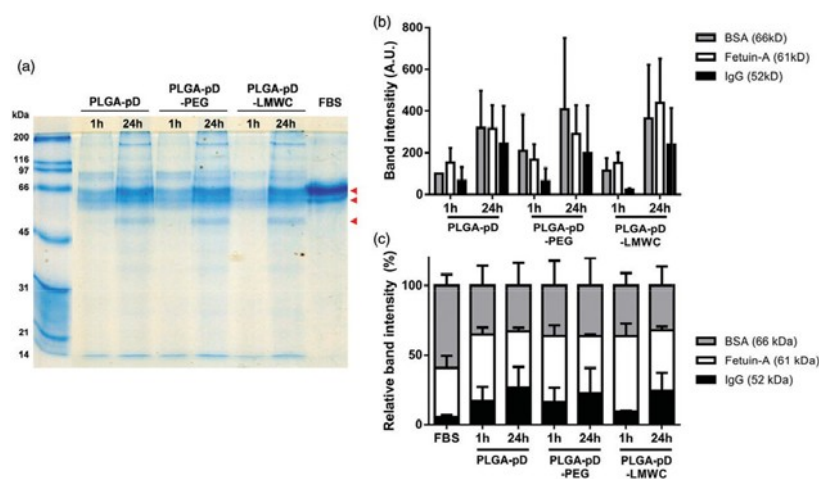 (a)
PLGA-pD
PLGA-pD
-PEG
PLGA-pD
-LMWC
FBS
kDa
1h
24h
1h
24h
1h
24h
200
116
97
66
45
31
21
14
(b)
Band intensitiy (A.U.)
800
600
400
200
0
1h
24h
1h
24h
1h
24h
PLGA-pD
PLGA-pD
-PEG
PLGA-pD
-LMWC
BSA (66kD)
Fetuin-A (61kD)
IgG (52kD)
(c)
Relative band intensity (%)
100
50
0
FBS
1h
24h
1h
24h
1h
24h
PLGA-pD
PLGA-pD
-PEG
PLGA-pD
-LMWC
BSA (66 kDa)
Fetuin-A (61 kDa)
IgG (52 kDa)